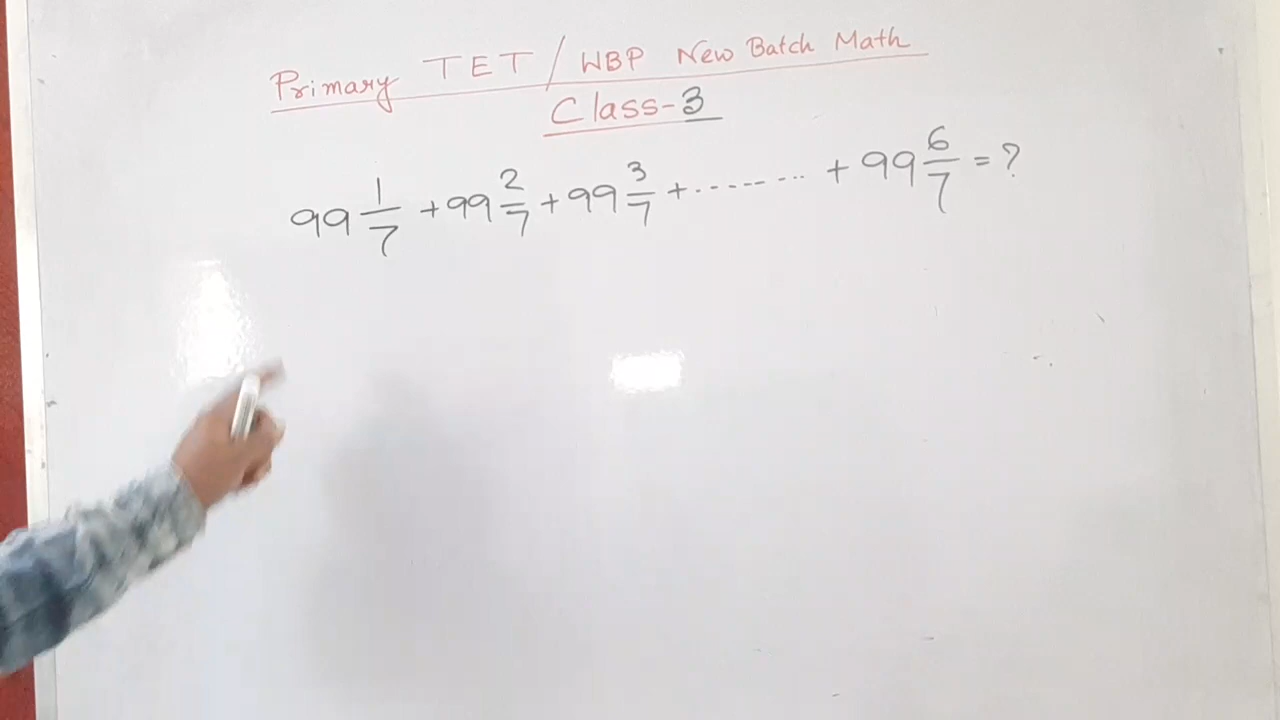 Primary TET / WBP New Batch Math
Class-3
99 1/7 + 99 2/7 + 99 3/7 + ........ + 99 6/7 = ?